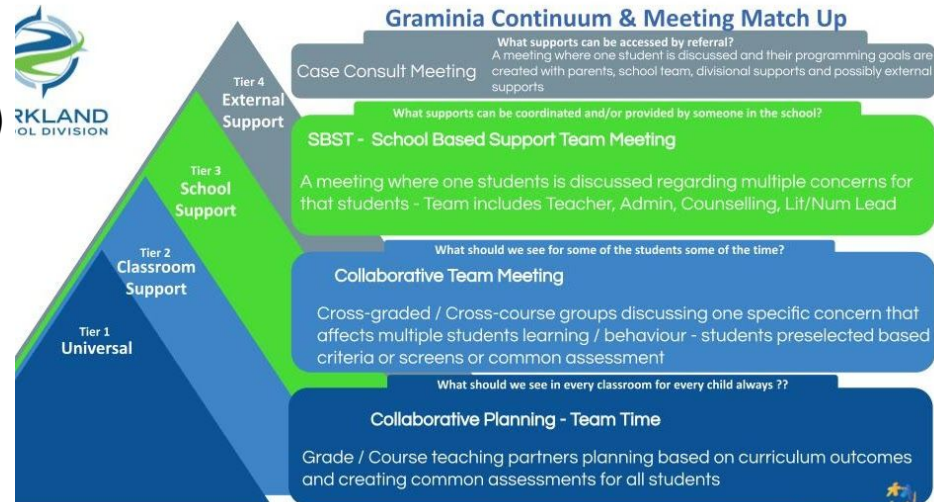 Graminia Continuum & Meeting Match Up
RKLAND
OL DIVISION
Tier 4
External
Support
What supports can be accessed by referral?
Case Consult Meeting
A meeting where one student is discussed and their programming goals are
created with parents, school team, divisional supports and possibly external
supports
Tier 3
School
Support
What supports can be coordinated and/or provided by someone in the school?
SBST - School Based Support Team Meeting
A meeting where one students is discussed regarding multiple concerns for
that students - Team includes Teacher, Admin, Counselling, Lit/Num Lead
Tier 2
Classroom
Support
What should we see for some of the students some of the time?
Collaborative Team Meeting
Cross-graded / Cross-course groups discussing one specific concern that
affects multiple students learning / behaviour - students preselected based
criteria or screens or common assessment
Tier 1
Universal
What should we see in every classroom for every child always ??
Collaborative Planning - Team Time
Grade / Course teaching partners planning based on curriculum outcomes
and creating common assessments for all students